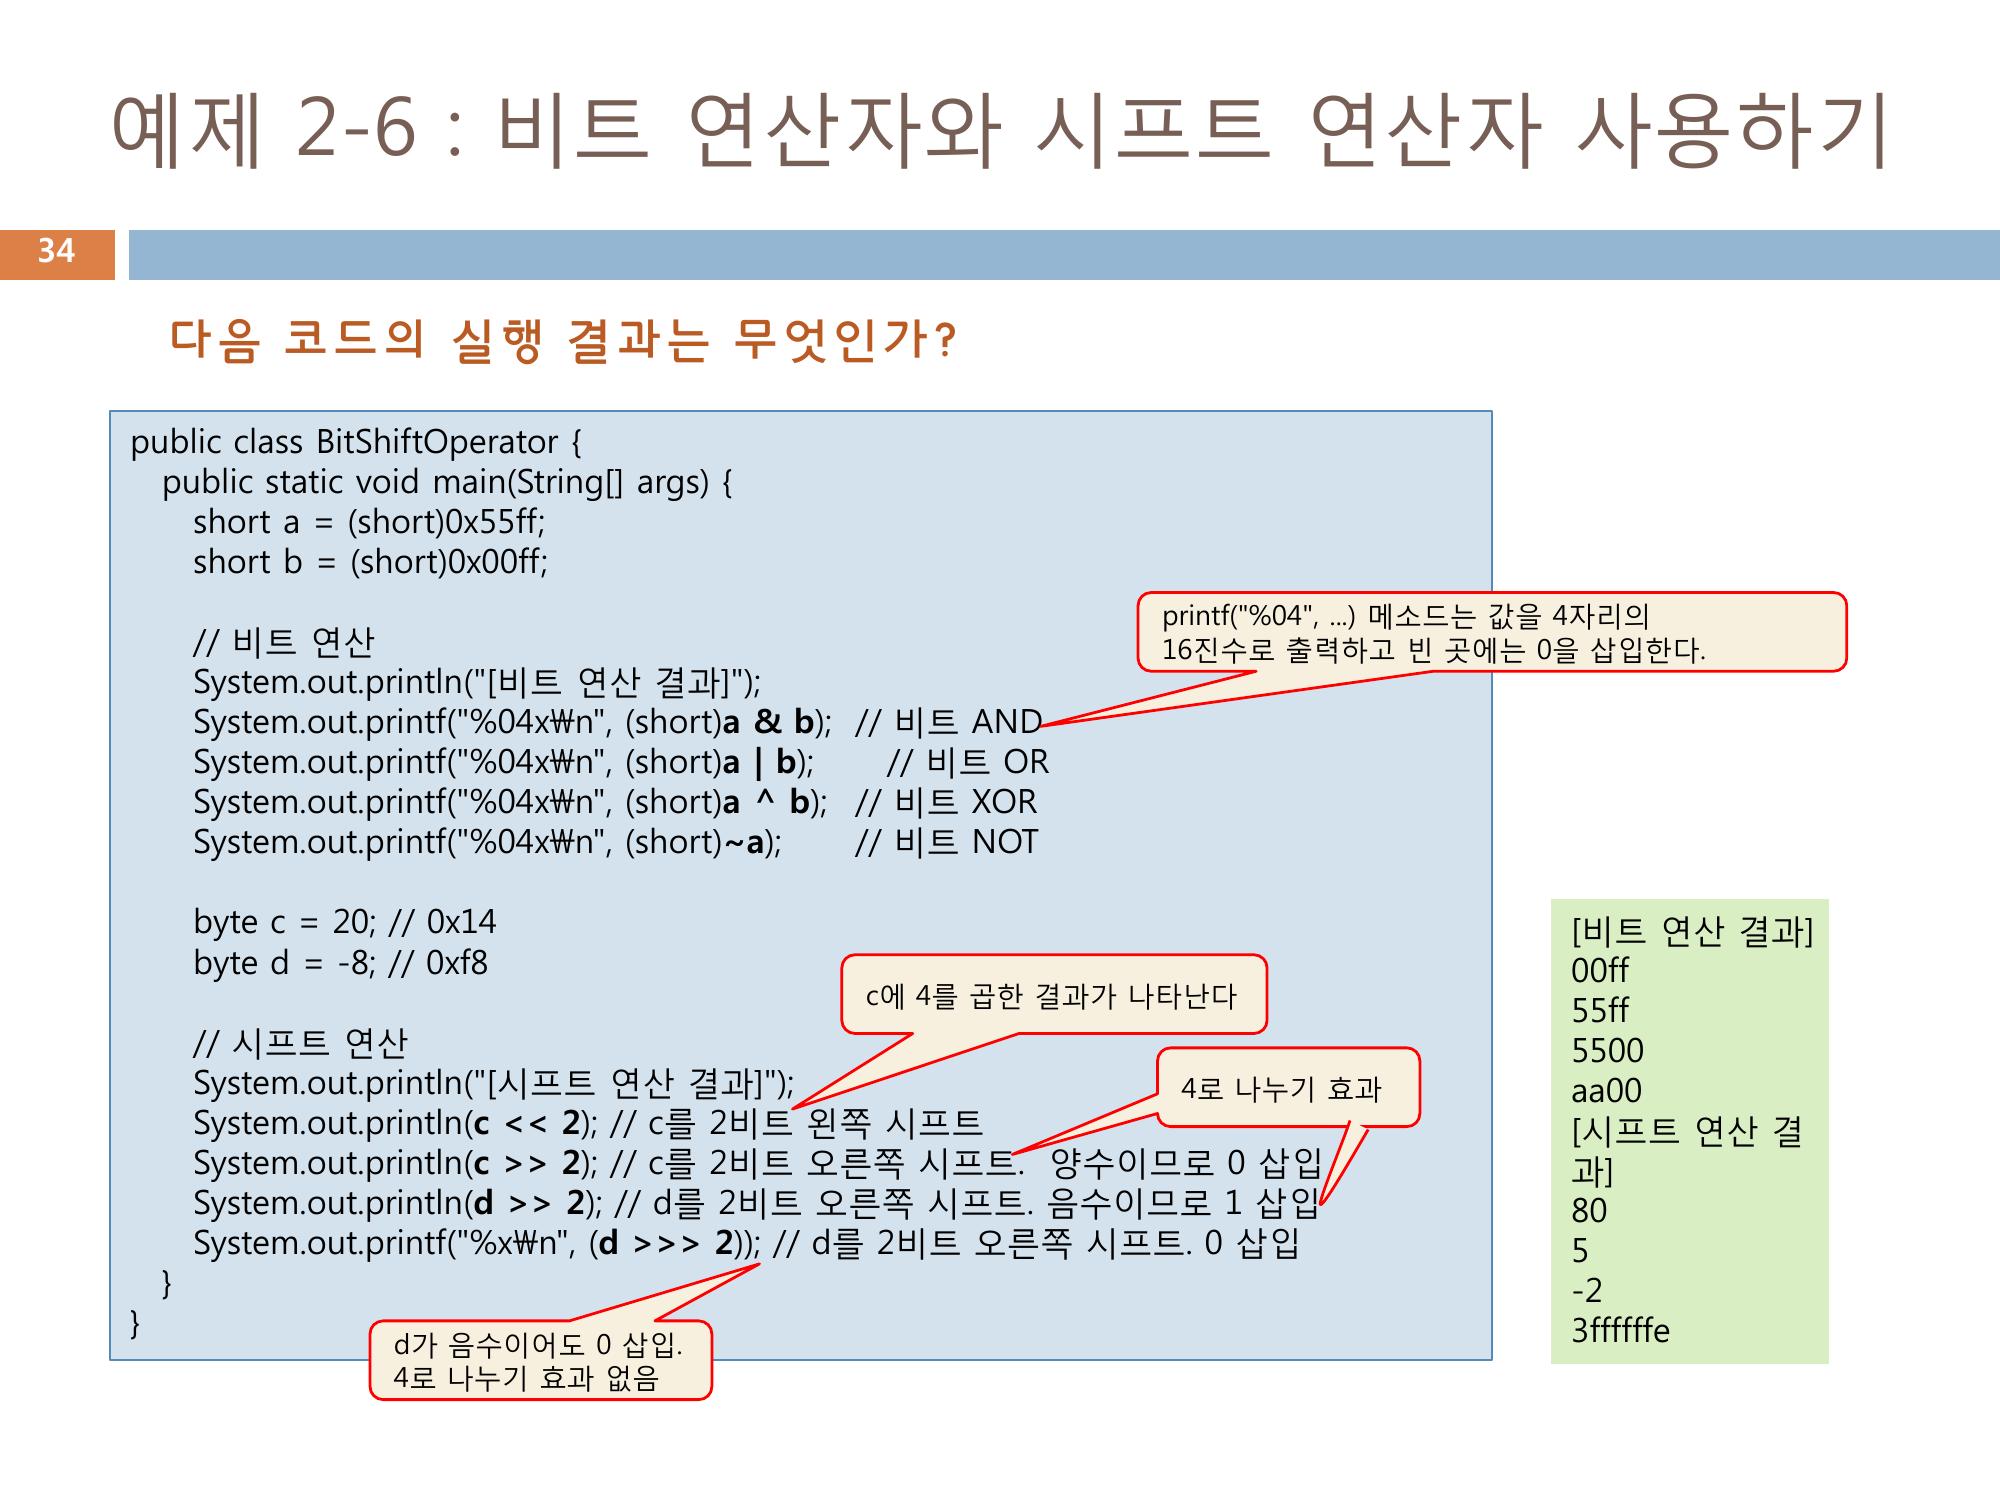 예제 2-6 : 비트 연산자와 시프트 연산자 사용하기
34
다음 코드의 실행 결과는 무엇인가?
public class BitShiftOperator {
public static void main(String[] args) {
short a = (short)0x55ff;
short b = (short)0x00ff;
// 비트 연산
System.out.println("[비트 연산 결과]");
System.out.printf("%04x₩n", (short)a & b); // 비트 AND
System.out.printf("%04x₩n", (short)a | b); // 비트 OR
System.out.printf("%04x₩n", (short)a ^ b); // 비트 XOR
System.out.printf("%04x₩n", (short)~a); // 비트 NOT
byte c = 20; // 0x14
byte d = -8; // 0xf8
// 시프트 연산
System.out.println("[시프트 연산 결과]");
System.out.println(c << 2); // c를 2비트 왼쪽 시프트
System.out.println(c >> 2); // c를 2비트 오른쪽 시프트. 양수이므로 0 삽입
System.out.println(d >> 2); // d를 2비트 오른쪽 시프트. 음수이므로 1 삽입
System.out.printf("%x₩n", (d >>> 2)); // d를 2비트 오른쪽 시프트. 0 삽입
}
}
printf("%04", ...) 메소드는 값을 4자리의
16진수로 출력하고 빈 곳에는 0을 삽입한다.
c에 4를 곱한 결과가 나타난다
4로 나누기 효과
d가 음수이어도 0 삽입.
4로 나누기 효과 없음
[비트 연산 결과]
00ff
55ff
5500
aa00
[시프트 연산 결
과]
80
5
-2
3ffffffe